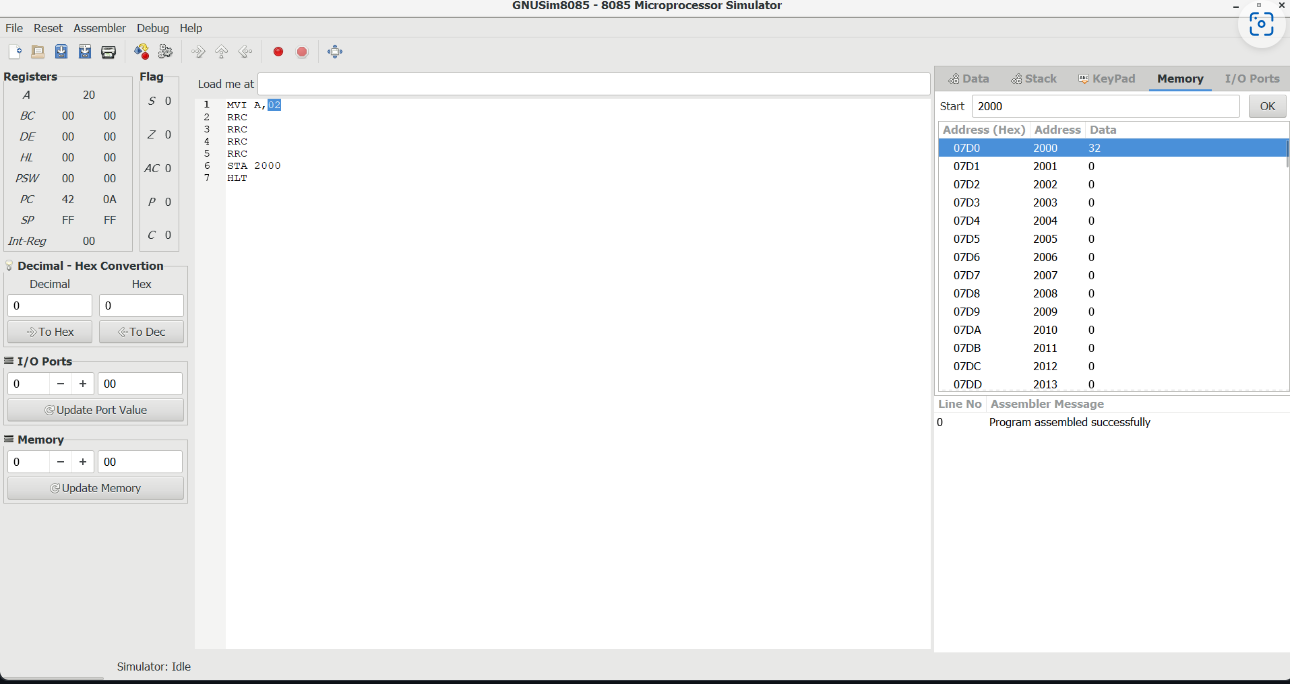 GNUSim8085 - 8085 Microprocessor Simulator
File Reset Assembler Debug Help
Registers
A 20
BC 00 00
DE 00 00
HL 00 00
PSW 00 00
PC 42 0A
SP FF FF
Int-Reg 00
Flag
S 0
Z 0
AC 0
P 0
C 0
Decimal - Hex Convertion
Decimal Hex
0 0
To Hex To Dec
I/O Ports
0 − + 00
Update Port Value
Memory
0 − + 00
Update Memory
Load me at
1 MVI A,02
2 RRC
3 RRC
4 RRC
5 RRC
6 STA 2000
7 HLT
Data Stack KeyPad Memory I/O Ports
Start 2000 OK
Address (Hex) Address Data
07D0 2000 32
07D1 2001 0
07D2 2002 0
07D3 2003 0
07D4 2004 0
07D5 2005 0
07D6 2006 0
07D7 2007 0
07D8 2008 0
07D9 2009 0
07DA 2010 0
07DB 2011 0
07DC 2012 0
07DD 2013 0
Line No Assembler Message
0 Program assembled successfully
Simulator: Idle